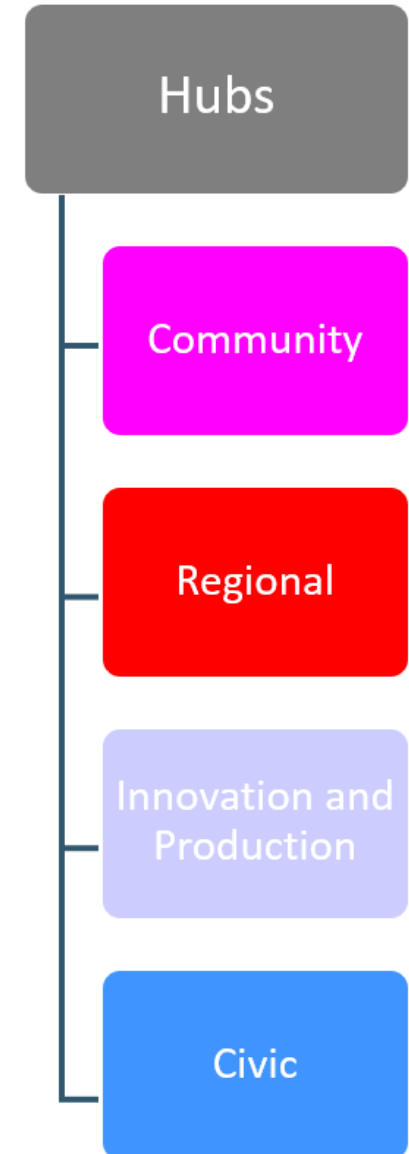 Hubs
Community
Regional
Innovation and
Production
Civic